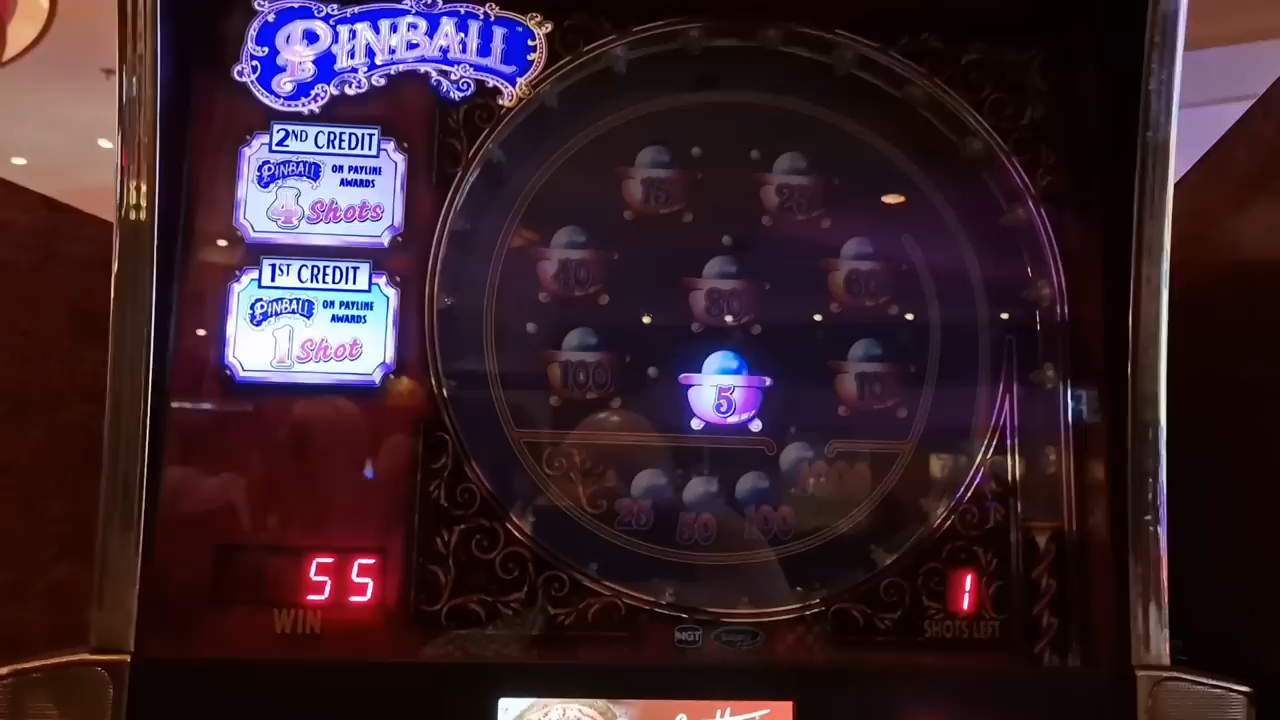 PINBALL
2ND CREDIT
PINBALL ON PAYLINE AWARDS
4 Shots
1ST CREDIT
PINBALL ON PAYLINE AWARDS
1 Shot
15
25
40
80
60
100
5
10
25
50
100
1000
55
WIN
1
SHOTS LEFT
IGT